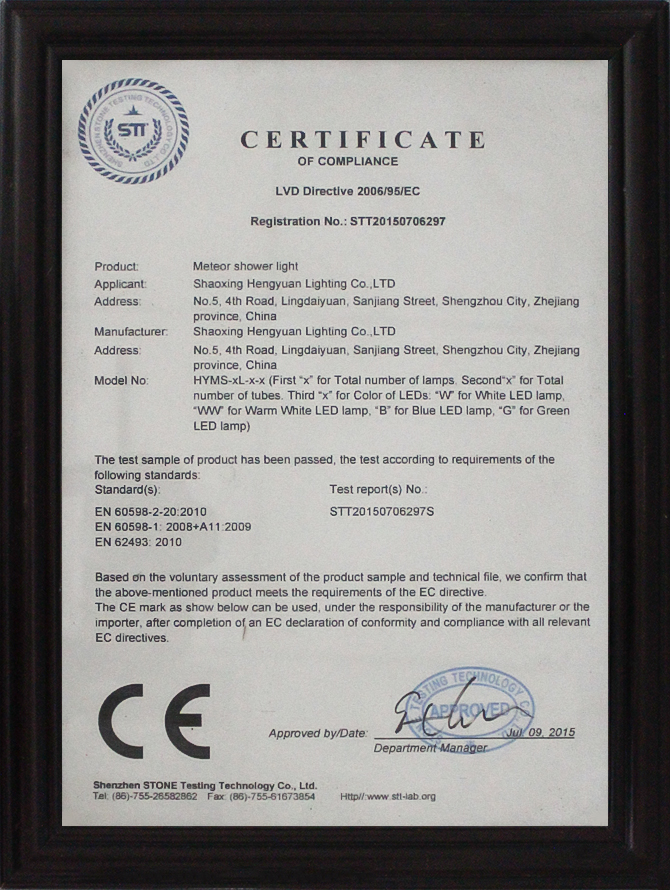 SHENZHEN STONE TESTING TECHNOLOGY CO.,LTD
STT
CERTIFICATE
OF COMPLIANCE
LVD Directive 2006/95/EC
Registration No.: STT20150706297
Product: Meteor shower light
Applicant: Shaoxing Hengyuan Lighting Co.,LTD
Address: No.5, 4th Road, Lingdaiyuan, Sanjiang Street, Shengzhou City, Zhejiang
province, China
Manufacturer: Shaoxing Hengyuan Lighting Co.,LTD
Address: No.5, 4th Road, Lingdaiyuan, Sanjiang Street, Shengzhou City, Zhejiang
province, China
Model No: HYMS-xL-x-x (First “x” for Total number of lamps. Second“x” for Total
number of tubes. Third “x” for Color of LEDs: “W” for White LED lamp,
“WW” for Warm White LED lamp, “B” for Blue LED lamp, “G” for Green
LED lamp)
The test sample of product has been passed, the test according to requirements of the
following standards:
Standard(s): Test report(s) No.:
EN 60598-2-20:2010 STT20150706297S
EN 60598-1: 2008+A11:2009
EN 62493: 2010
Based on the voluntary assessment of the product sample and technical file, we confirm that
the above-mentioned product meets the requirements of the EC directive.
The CE mark as show below can be used, under the responsibility of the manufacturer or the
importer, after completion of an EC declaration of conformity and compliance with all relevant
EC directives.
CE
TESTING TECHNOLOGY
APPROVED
Approved by/Date: Jul 09, 2015
Department Manager
Shenzhen STONE Testing Technology Co., Ltd.
Tel: (86)-755-26582862 Fax: (86)-755-61673854 Http//:www.stt-lab.org